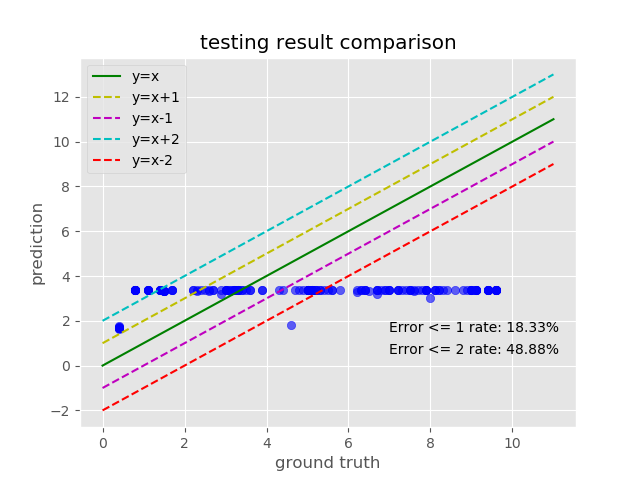 testing result comparison
y=x
y=x+1
y=x-1
y=x+2
y=x-2
12
10
8
6
4
2
0
−2
prediction
Error <= 1 rate: 18.33%
Error <= 2 rate: 48.88%
0 2 4 6 8 10
ground truth